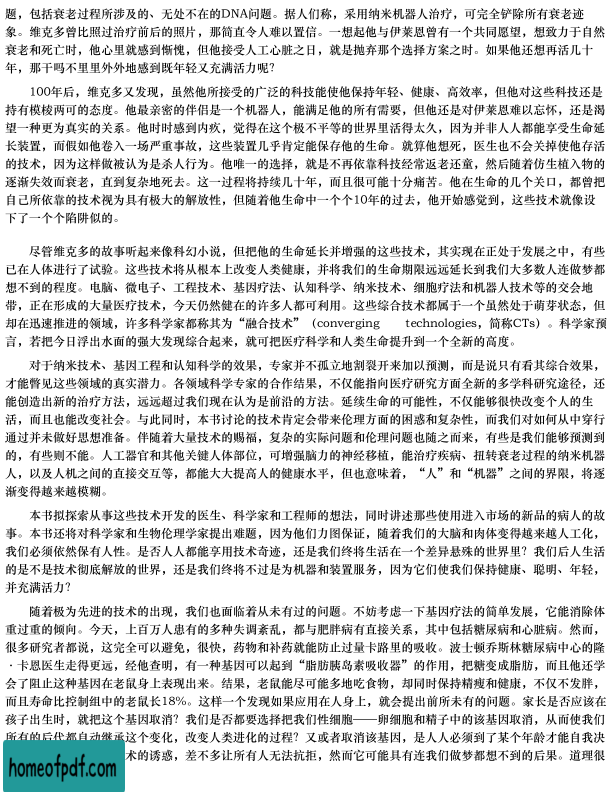 题，包括衰老过程所涉及的、无处不在的DNA问题。据人们称，采用纳米机器人治疗，可完全铲除所有衰老迹
象。维克多曾比照过治疗前后的照片，那简直令人难以置信。一想起他与伊莱恩曾有一个共同愿望，想致力于自然
衰老和死亡时，他心里就感到惭愧，但他接受人工心脏之日，就是抛弃那个选择方案之时。如果他还想再活几十
年，那干吗不里里外外地感到既年轻又充满活力呢?
100年后，维克多又发现，虽然他所接受的广泛的科技能使他保持年轻、健康、高效率，但他对这些科技还是
持有模棱两可的态度。他最亲密的伴侣是一个机器人，能满足他的所有需要，但他还是对伊莱恩难以忘怀，还是渴
望一种更为真实的关系。他时时感到内疚，觉得在这个极不平等的世界里活得太久，因为并非人人都能享受生命延
长装置，而假如他卷入一场严重事故，这些装置几乎肯定能保存他的生命。就算他想死，医生也不会关掉使他存活
的技术，因为这样做被认为是杀人行为。他唯一的选择，就是不再依靠科技经常返老还童，然后随着仿生植入物的
逐渐失效而衰老，直到复杂地死去。这一过程将持续几十年，而且很可能十分痛苦。他在生命的几个关口，都曾把
自己所依靠的技术视为具有极大的解放性，但随着他生命中一个个10年的过去，他开始感觉到，这些技术就像设
下了一个个陷阱似的。
尽管维克多的故事听起来像科幻小说，但把他的生命延长并增强的这些技术，其实现在正处于发展之中，有些
已在人体进行了试验。这些技术将从根本上改变人类健康，并将我们的生命期限远远延长到我们大多数人连做梦都
想不到的程度。电脑、微电子、工程技术、基因疗法、认知科学、纳米技术、细胞疗法和机器人技术等的交会地
带，正在形成的大量医疗技术，今天仍然健在的许多人都可利用。这些综合技术都属于一个虽然处于萌芽状态，但
却在迅速推进的领域，许多科学家都称其为“融合技术”（converging technologies，简称CTs）。科学家预
言，若把今日浮出水面的强大发现综合起来，就可把医疗科学和人类生命提升到一个全新的高度。
对于纳米技术、基因工程和认知科学的效果，专家并不孤立地割裂开来加以预测，而是说只有看其综合效果，
才能瞥见这些领域的真实潜力。各领域科学专家的合作结果，不仅能指向医疗研究方面全新的多学科研究途径，还
能创造出新的治疗方法，远远超过我们现在认为是前沿的方法。延续生命的可能性，不仅能够很快改变个人的生
活，而且也能改变社会。与此同时，本书讨论的技术肯定会带来伦理方面的困惑和复杂性，而我们对如何从中穿行
通过并未做好思想准备。伴随着大量技术的赐福，复杂的实际问题和伦理问题也随之而来，有些是我们能够预测到
的，有些则不能。人工器官和其他关键人体部位，可增强脑力的神经移植，能治疗疾病、扭转衰老过程的纳米机器
人，以及人机之间的直接交互等，都能大大提高人的健康水平，但也意味着，“人”和“机器”之间的界限，将逐
渐变得越来越模糊。
本书拟探索从事这些技术开发的医生、科学家和工程师的想法，同时讲述那些使用进入市场的新品的病人的故
事。本书还将对科学家和生物伦理学家提出难题，因为他们力图保证，随着我们的大脑和肉体变得越来越人工化，
我们必须依然保有人性。是否人人都能享用技术奇迹，还是我们终将生活在一个差异悬殊的世界里？我们后人生活
的是不是技术彻底解放的世界，还是我们终将不过是为机器和装置服务，因为它们使我们保持健康、聪明、年轻，
并充满活力？
随着极为先进的技术的出现，我们也面临着从未有过的问题。不妨考虑一下基因疗法的简单发展，它能消除体
重过重的倾向。今天，上百万人患有的多种失调紊乱，都与肥胖病有直接关系，其中包括糖尿病和心脏病。然而，
很多研究者都说，这完全可以避免，很快，药物和补药就能防止过量卡路里的吸收。波士顿乔斯林糖尿病中心的隆
·卡恩医生走得更远，经他查明，有一种基因可以起到“脂肪胰岛素吸收器”的作用，把糖变成脂肪，而且他还学
会了阻止这种基因在老鼠身上表现出来。结果，老鼠能尽可能多地吃食物，却同时保持精瘦和健康，不仅不发胖，
而且寿命比控制组中的老鼠长18%。这样一个发现如果应用在人身上，就会提出前所未有的问题。家长是否应该在
孩子出生时，就把这个基因取消？我们是否都要选择把我们性细胞——卵细胞和精子中的该基因取消，从而使我们
所有的后代都自动继承这个变化，改变人类进化的过程？又或者取消该基因，是人人必须到了某个年龄才能自我决
术的诱惑，差不多让所有人无法抗拒，然而它可能具有连我们做梦都想不到的后果。道理很
homeofpdf.com